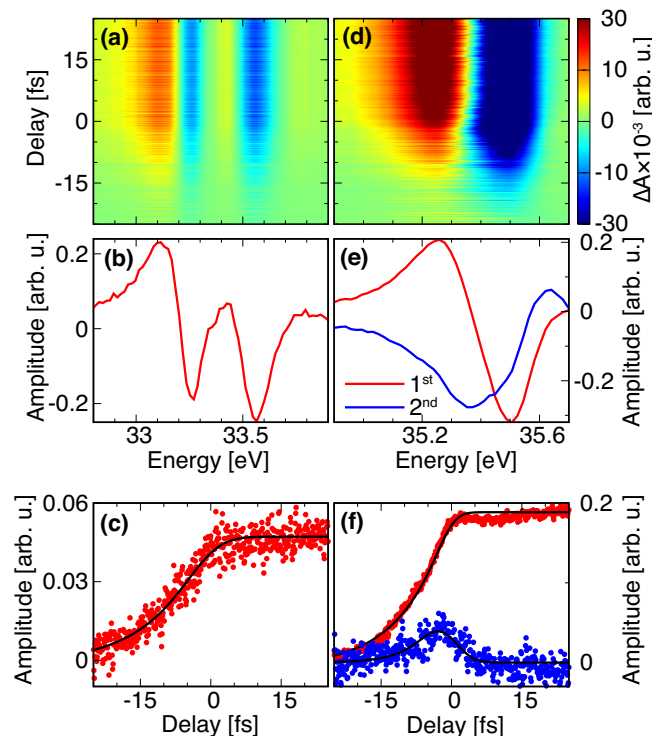 (a)
(d)
Delay [fs]
15
0
-15
30
20
10
0
-10
-20
-30
ΔA×10⁻³ [arb. u.]
(b)
(e)
Amplitude [arb. u.]
0.2
0
-0.2
33
33.5
Energy [eV]
1st
2nd
35.2
35.6
Energy [eV]
0.2
0
-0.2
Amplitude [arb. u.]
(c)
(f)
Amplitude [arb. u.]
0.06
0.03
0
-15
0
15
Delay [fs]
-15
0
15
Delay [fs]
0.2
0
Amplitude [arb. u.]